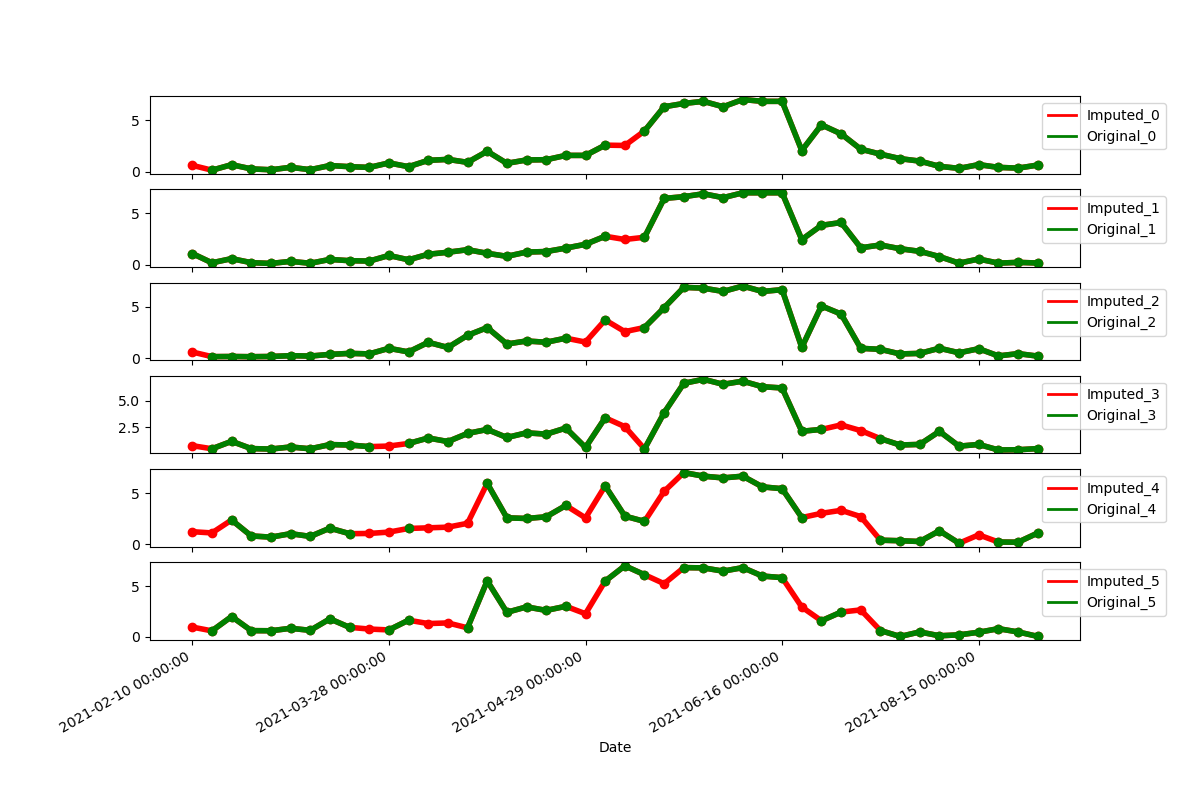 5
0
Imputed_0
Original_0
5
0
Imputed_1
Original_1
5
0
Imputed_2
Original_2
5.0
2.5
Imputed_3
Original_3
5
0
Imputed_4
Original_4
5
0
Imputed_5
Original_5
2021-02-10 00:00:00
2021-03-28 00:00:00
2021-04-29 00:00:00
2021-06-16 00:00:00
2021-08-15 00:00:00
Date